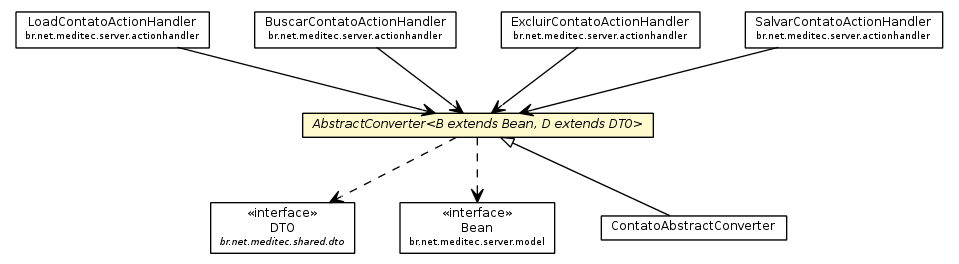 LoadContatoActionHandler
br.net.meditec.server.actionhandler
BuscarContatoActionHandler
br.net.meditec.server.actionhandler
ExcluirContatoActionHandler
br.net.meditec.server.actionhandler
SalvarContatoActionHandler
br.net.meditec.server.actionhandler
AbstractConverter<B extends Bean, D extends DTO>
«interface»
DTO
br.net.meditec.shared.dto
«interface»
Bean
br.net.meditec.server.model
ContatoAbstractConverter